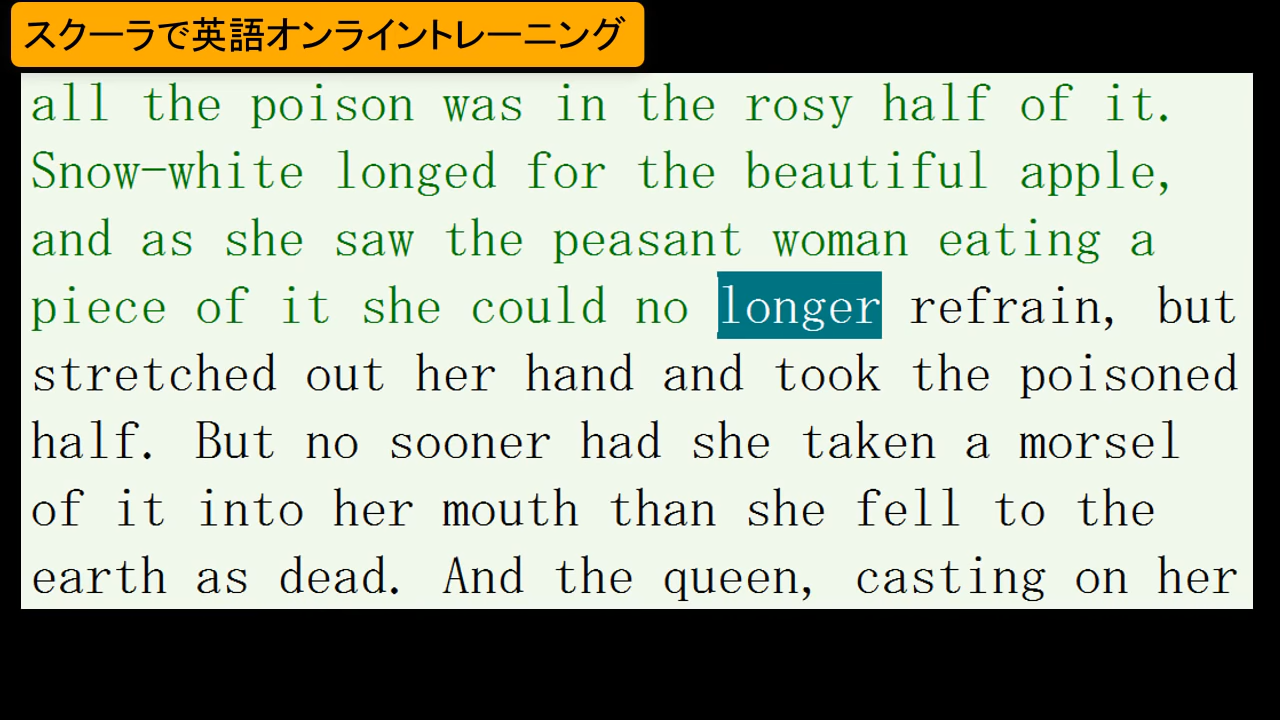 スクーラで英語オンライントレーニング
all the poison was in the rosy half of it.
Snow-white longed for the beautiful apple,
and as she saw the peasant woman eating a
piece of it she could no longer refrain, but
stretched out her hand and took the poisoned
half. But no sooner had she taken a morsel
of it into her mouth than she fell to the
earth as dead. And the queen, casting on her